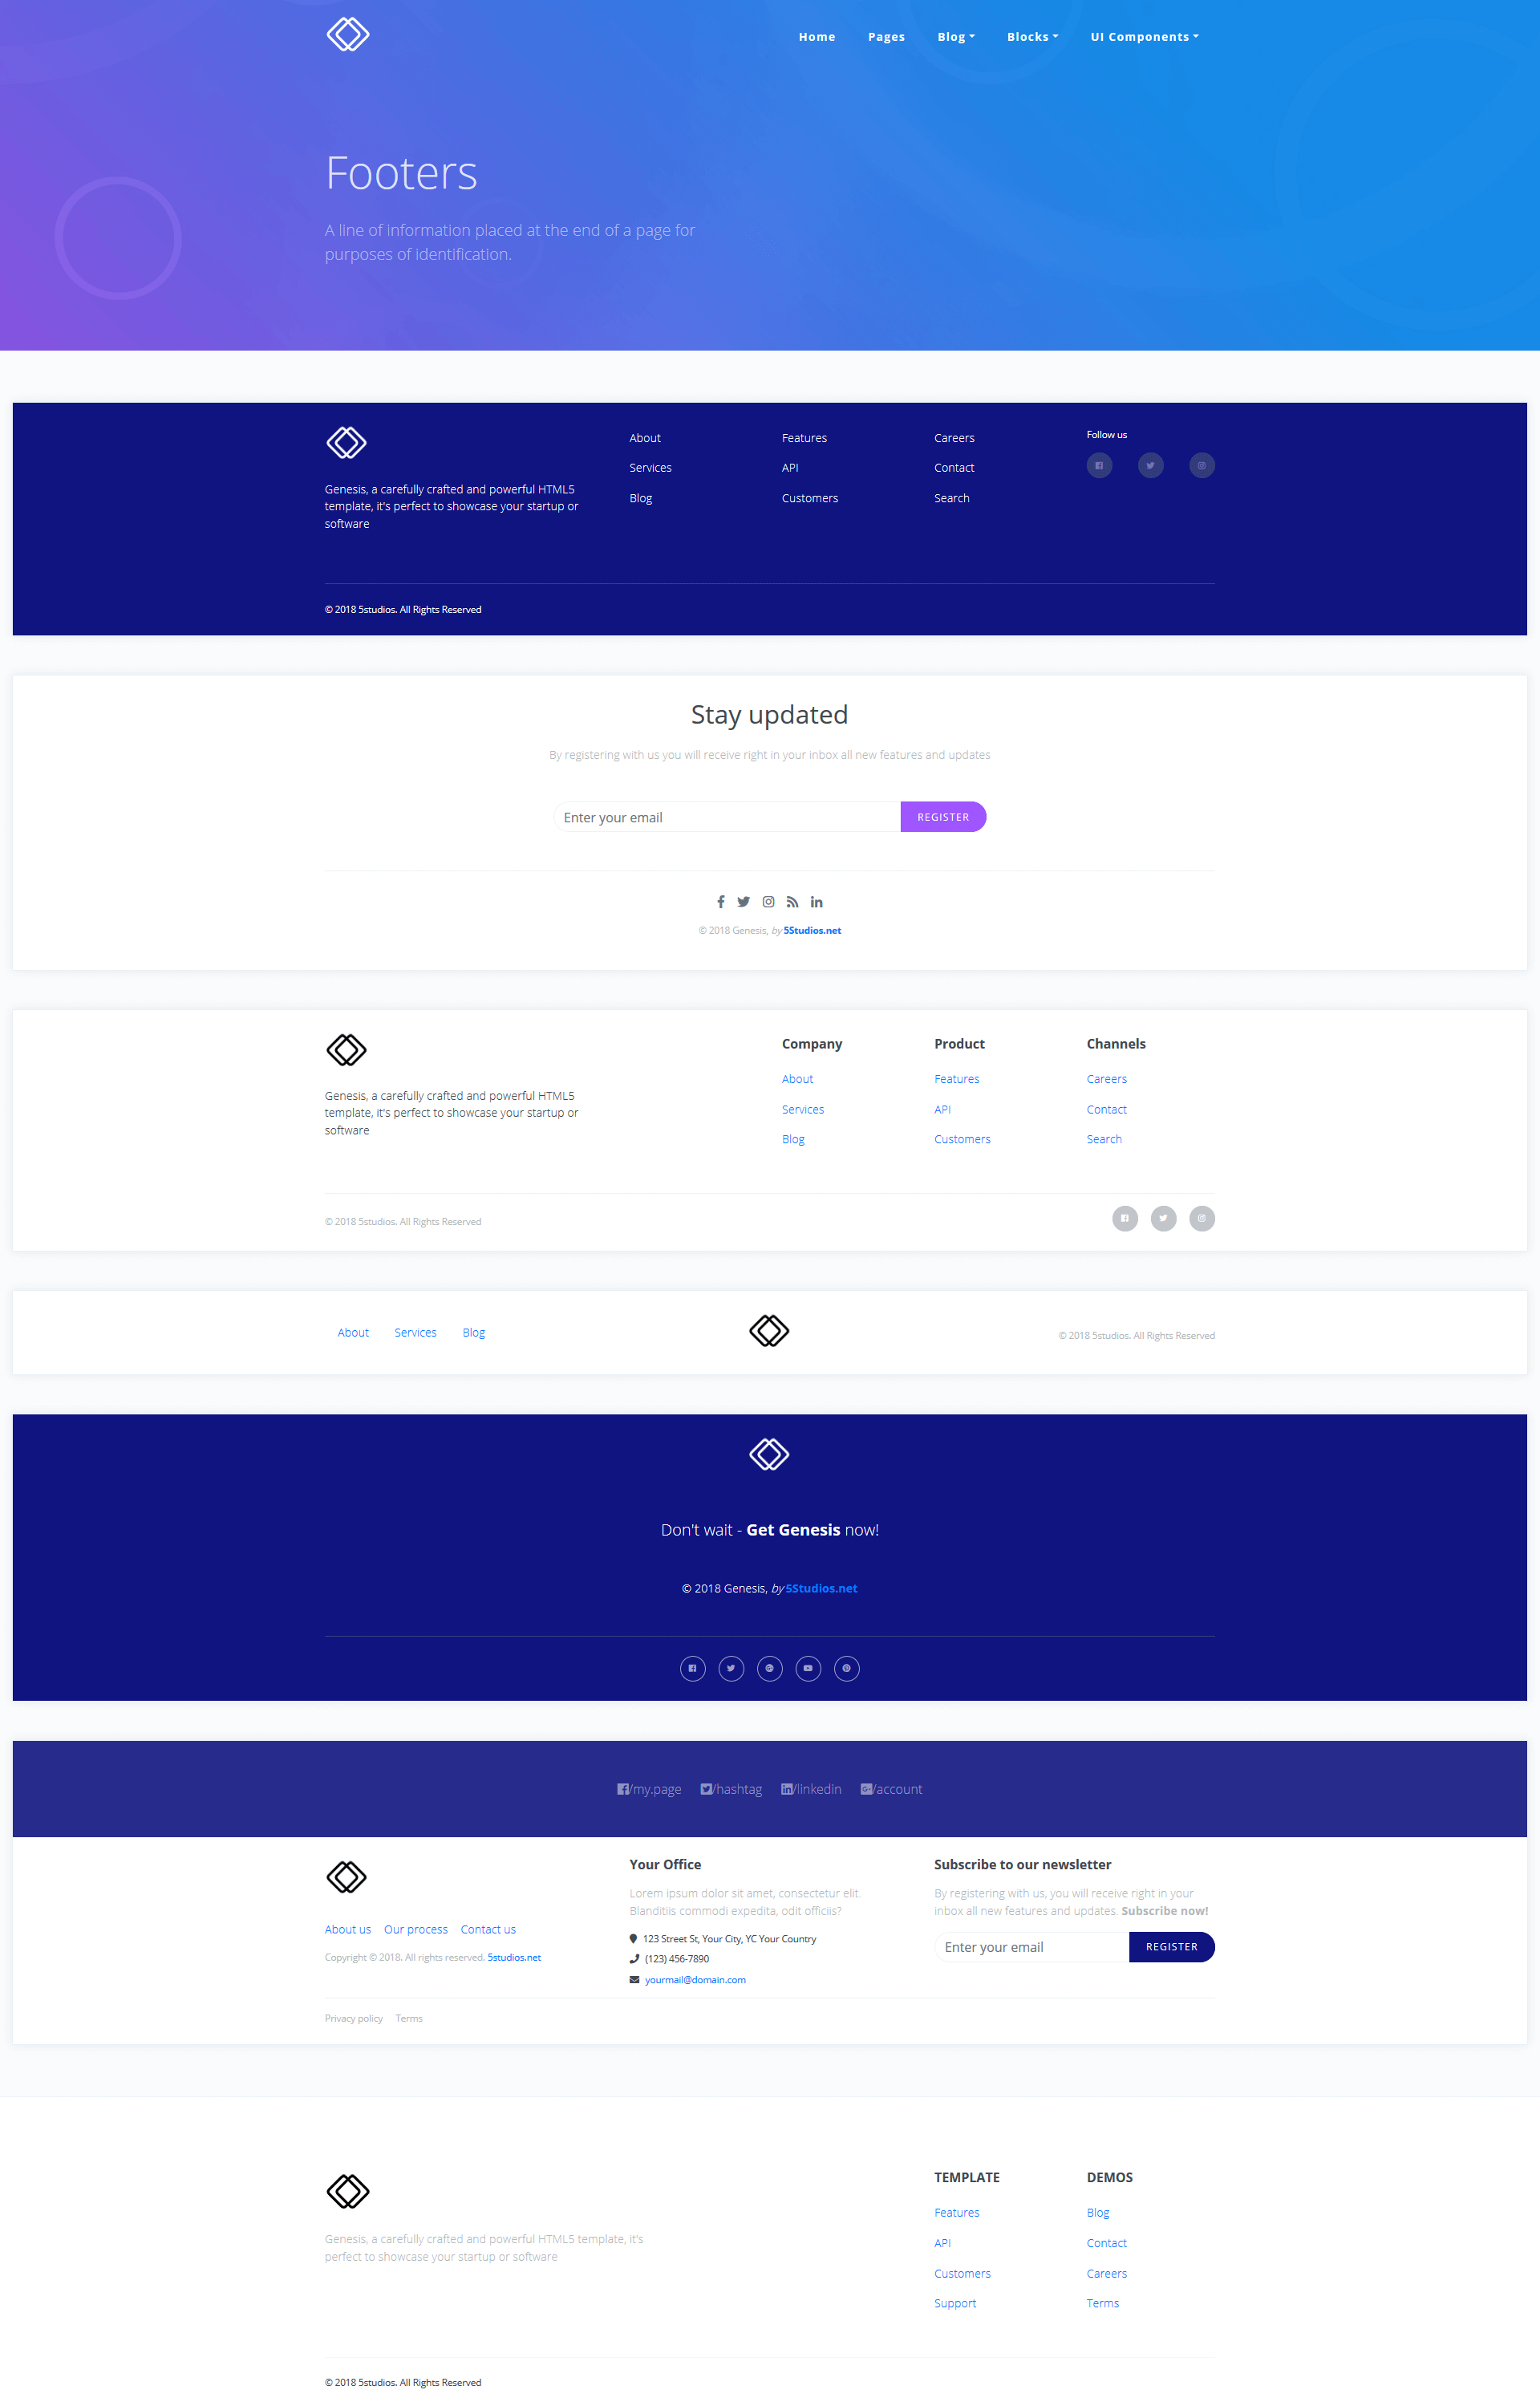 Home Pages Blog Blocks UI Components
Footers
A line of information placed at the end of a page for
purposes of identification.
About Features Careers Follow us
Services API Contact
Genesis, a carefully crafted and powerful HTML5
template, it's perfect to showcase your startup or
software
Blog Customers Search
© 2018 5studios. All Rights Reserved
Stay updated
By registering with us you will receive right in your inbox all new features and updates
Enter your email REGISTER
© 2018 Genesis, by 5Studios.net
Company Product Channels
About Features Careers
Genesis, a carefully crafted and powerful HTML5
template, it's perfect to showcase your startup or
software
Services API Contact
Blog Customers Search
© 2018 5studios. All Rights Reserved
About Services Blog © 2018 5studios. All Rights Reserved
Don't wait - Get Genesis now!
© 2018 Genesis, by 5Studios.net
/my.page /hashtag /linkedin /account
About us Our process Contact us
Copyright © 2018. All rights reserved. 5studios.net
Your Office
Lorem ipsum dolor sit amet, consectetur elit.
Blanditiis commodi expedita, odit officiis?
123 Street St, Your City, YC Your Country
(123) 456-7890
yourmail@domain.com
Subscribe to our newsletter
By registering with us, you will receive right in your
inbox all new features and updates. Subscribe now!
Enter your email REGISTER
Privacy policy Terms
Genesis, a carefully crafted and powerful HTML5 template, it's
perfect to showcase your startup or software
TEMPLATE DEMOS
Features Blog
API Contact
Customers Careers
Support Terms
© 2018 5studios. All Rights Reserved